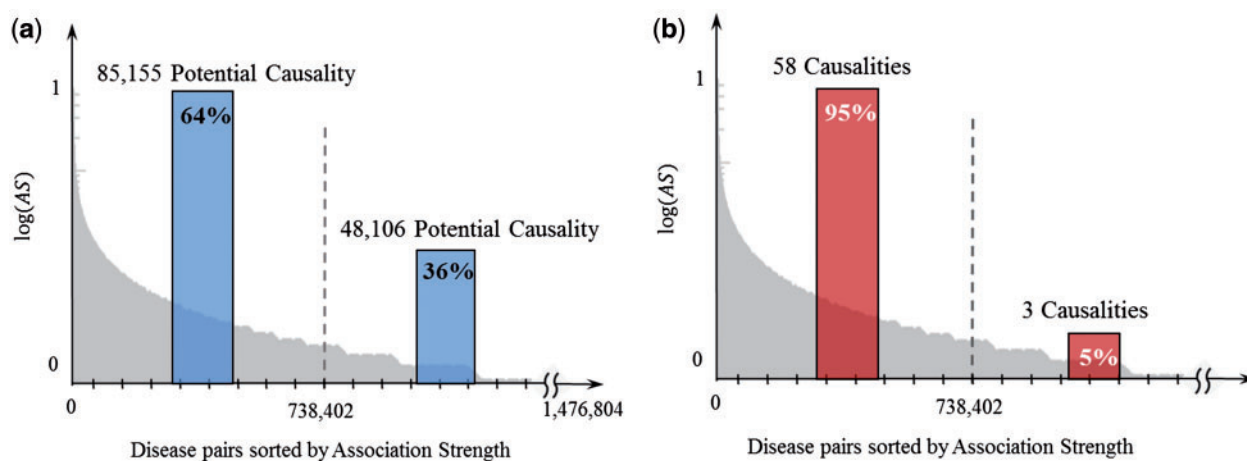 (a)
85,155 Potential Causality
1
64%
log(AS)
48,106 Potential Causality
36%
0
0
738,402
1,476,804
Disease pairs sorted by Association Strength
(b)
58 Causalities
1
95%
log(AS)
3 Causalities
5%
0
0
738,402
Disease pairs sorted by Association Strength